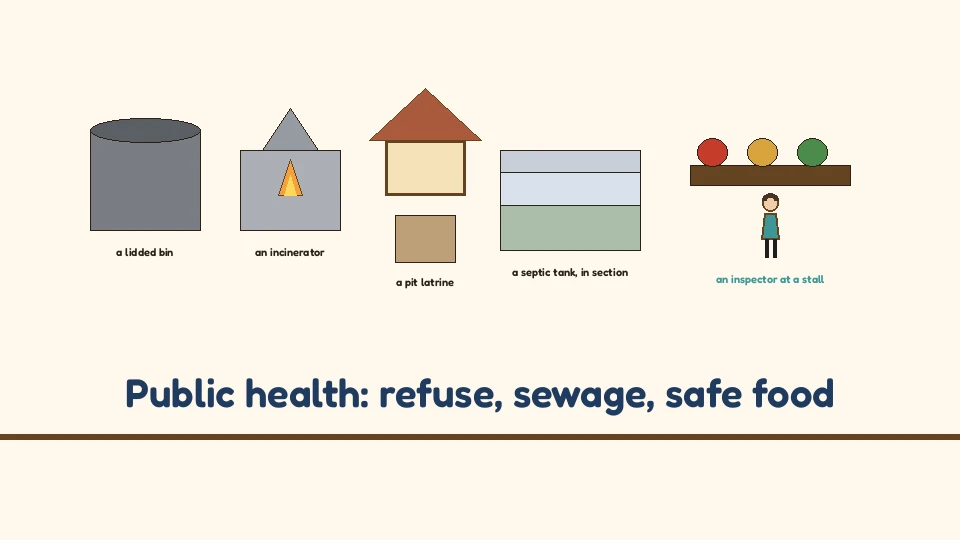 a lidded bin
an incinerator
a pit latrine
a septic tank, in section
an inspector at a stall
Public health: refuse, sewage, safe food